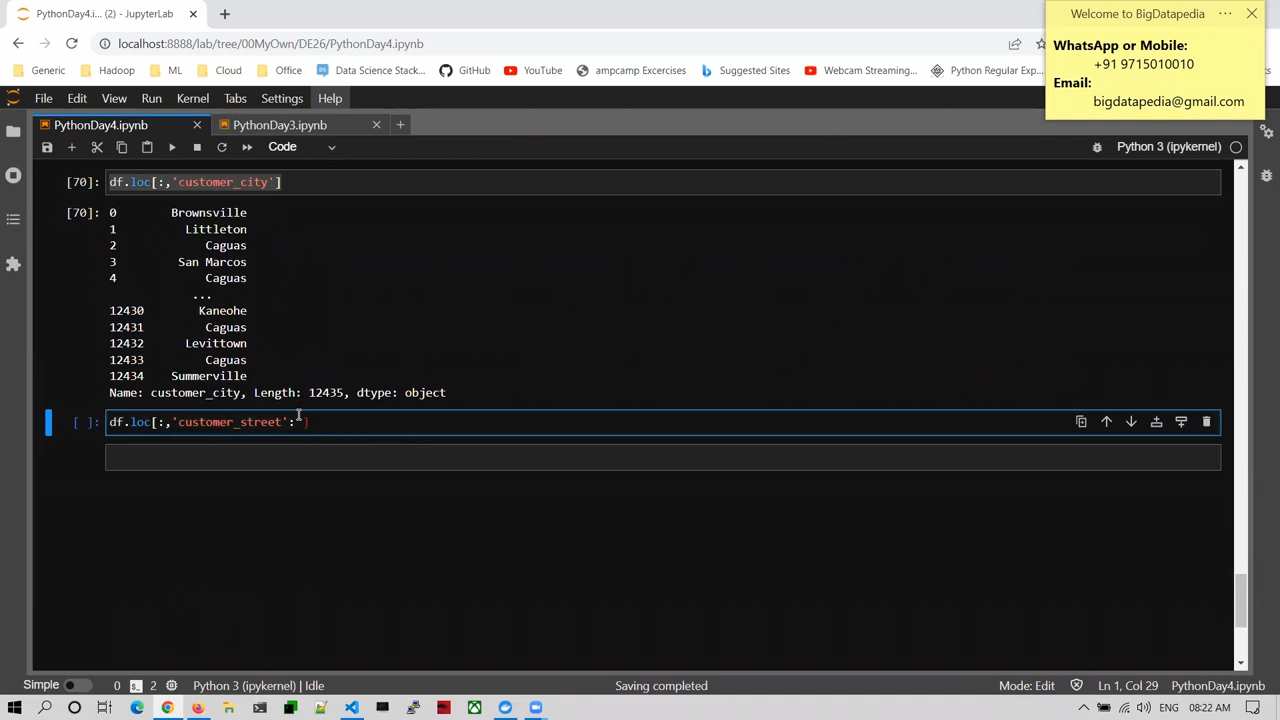 PythonDay4.i... (2) - JupyterLab
Welcome to BigDatapedia
localhost:8888/lab/tree/00MyOwn/DE26/PythonDay4.ipynb
WhatsApp or Mobile:
+91 9715010010
Email:
bigdatapedia@gmail.com
Generic Hadoop ML Cloud Office Data Science Stack... GitHub YouTube ampcamp Excercises Suggested Sites Webcam Streaming... Python Regular Exp...
File Edit View Run Kernel Tabs Settings Help
PythonDay4.ipynb PythonDay3.ipynb
Code Python 3 (ipykernel)
[70]: df.loc[:,'customer_city']
[70]: 0 Brownsville
1 Littleton
2 Caguas
3 San Marcos
4 Caguas
...
12430 Kaneohe
12431 Caguas
12432 Levittown
12433 Caguas
12434 Summerville
Name: customer_city, Length: 12435, dtype: object
[ ]: df.loc[:,'customer_street':']
Simple 0 2 Python 3 (ipykernel) | Idle Saving completed Mode: Edit Ln 1, Col 29 PythonDay4.ipynb
ENG 08:22 AM